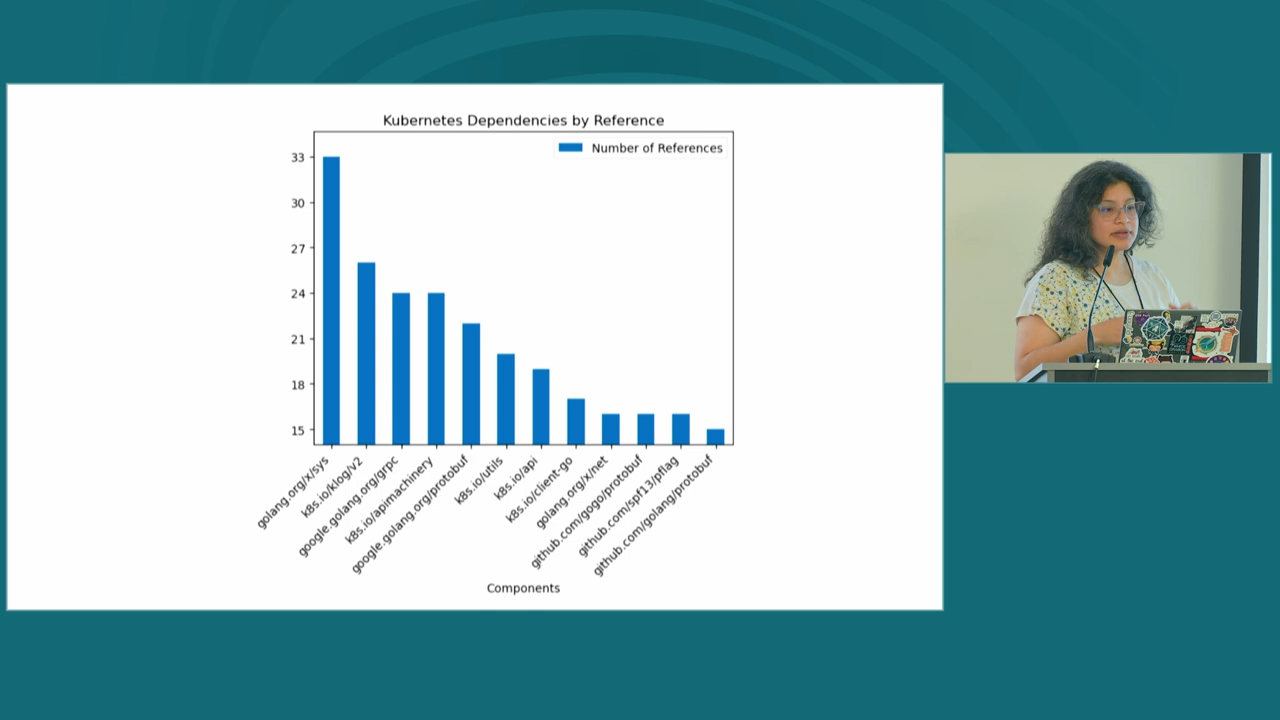 Kubernetes Dependencies by Reference
Number of References
33
30
27
24
21
18
15
golang.org/x/sys
k8s.io/klog/v2
google.golang.org/grpc
k8s.io/apimachinery
google.golang.org/protobuf
k8s.io/utils
k8s.io/api
k8s.io/client-go
golang.org/x/net
github.com/gogo/protobuf
github.com/spf13/pflag
github.com/golang/protobuf
Components